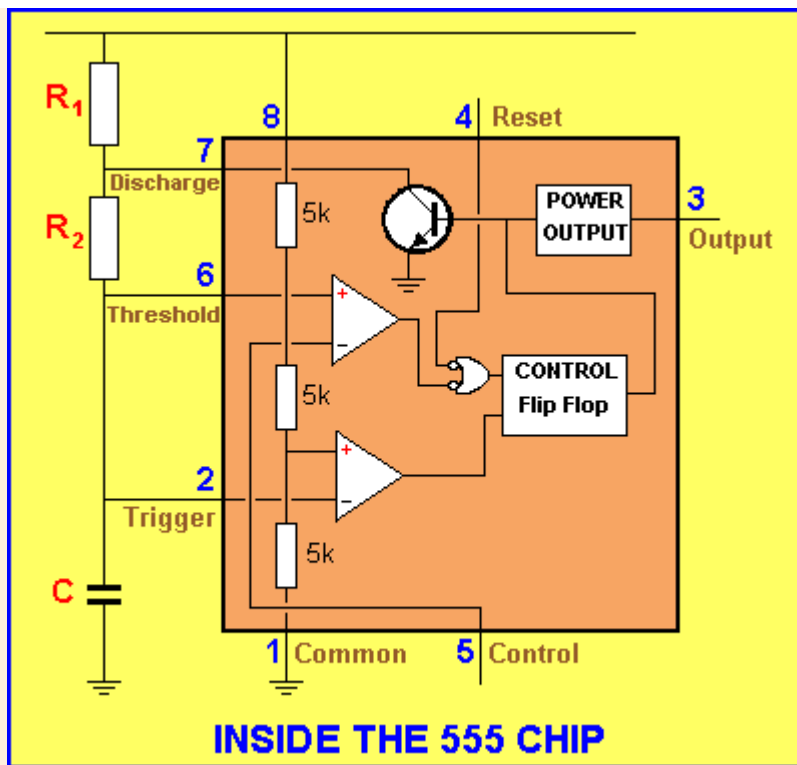 R1
8
4 Reset
7
Discharge
5k
POWER
OUTPUT
3
Output
R2
6
Threshold
+
−
5k
CONTROL
Flip Flop
+
−
2
Trigger
5k
C
1 Common
5 Control
INSIDE THE 555 CHIP